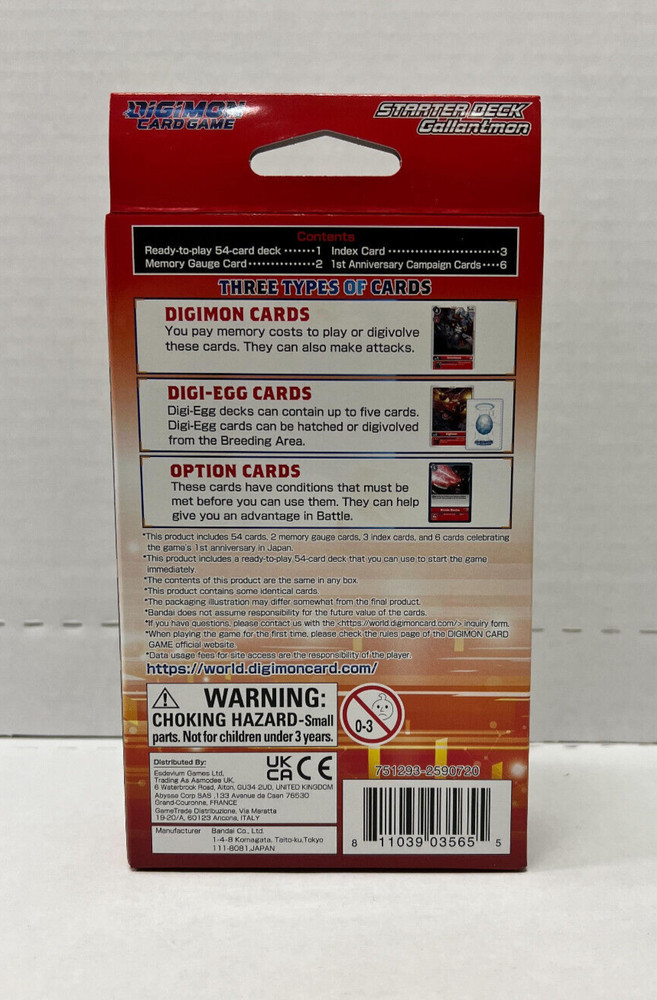 DIGIMON
CARD GAME
STARTER DECK
Gallantmon
Contents
Ready-to-play 54-card deck ······· 1 Index Card ························3
Memory Gauge Card···············2 1st Anniversary Campaign Cards····6
THREE TYPES OF CARDS
DIGIMON CARDS
You pay memory costs to play or digivolve
these cards. They can also make attacks.
DIGI-EGG CARDS
Digi-Egg decks can contain up to five cards.
Digi-Egg cards can be hatched or digivolved
from the Breeding Area.
OPTION CARDS
These cards have conditions that must be
met before you can use them. They can help
give you an advantage in Battle.
*This product includes 54 cards, 2 memory gauge cards, 3 index cards, and 6 cards celebrating
the game's 1st anniversary in Japan.
*This product includes a ready-to-play 54-card deck that you can use to start the game
immediately.
*The contents of this product are the same in any box.
*This product contains some identical cards.
*The packaging illustration may differ somewhat from the final product.
*Bandai does not assume responsibility for the future value of the cards.
*If you have questions, please contact us with the <https://world.digimoncard.com/> inquiry form.
*When playing the game for the first time, please check the rules page of the DIGIMON CARD
GAME official website.
*Data usage fees for site access are the responsibility of the player.
https://world.digimoncard.com/
WARNING:
CHOKING HAZARD-Small
parts. Not for children under 3 years.
0-3
Distributed By:
Esdevium Games Ltd,
Trading As Asmodee UK,
6 Waterbrook Road, Alton, GU34 2UD, UNITED KINGDOM
Abysse Corp SAS ,133 Avenue de Caen 76530
Grand-Couronne, FRANCE
GameTrade Distribuzione, Via Maratta
19-20/A, 60123 Ancona, ITALY
UK
CA CE
Manufacturer Bandai Co., Ltd.
1-4-8 Komagata, Taito-ku,Tokyo
111-8081,JAPAN
751293-2590720
8 11039 03565 5